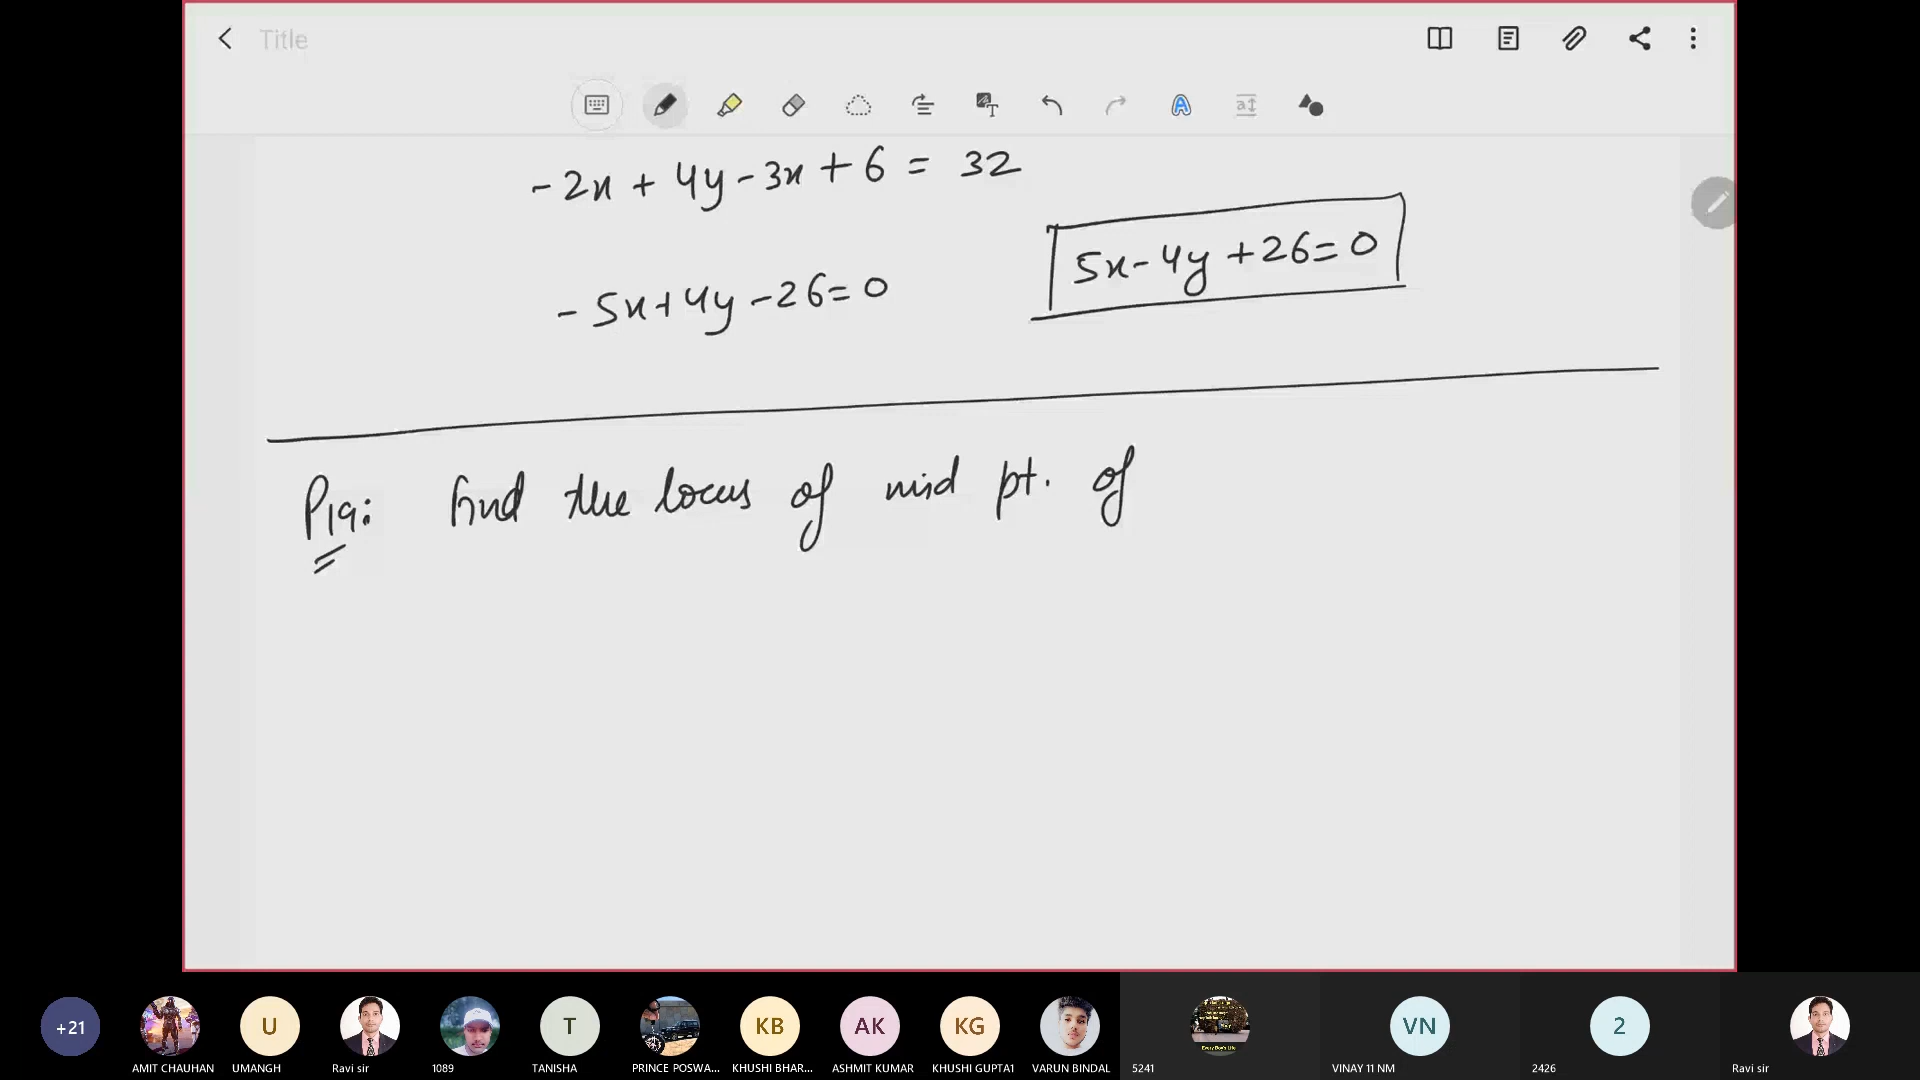 Title
-2x + 4y - 3x + 6 = 32
5x - 4y + 26 = 0
- 5x + 4y - 26 = 0
P19: find the locus of mid pt. of
+21
U
T
KB
AK
KG
VN
2
AMIT CHAUHAN
UMANGH
Ravi sir
1089
TANISHA
PRINCE POSWA...
KHUSHI BHAR...
ASHMIT KUMAR
KHUSHI GUPTA1
VARUN BINDAL
5241
VINAY 11 NM
2426
Ravi sir